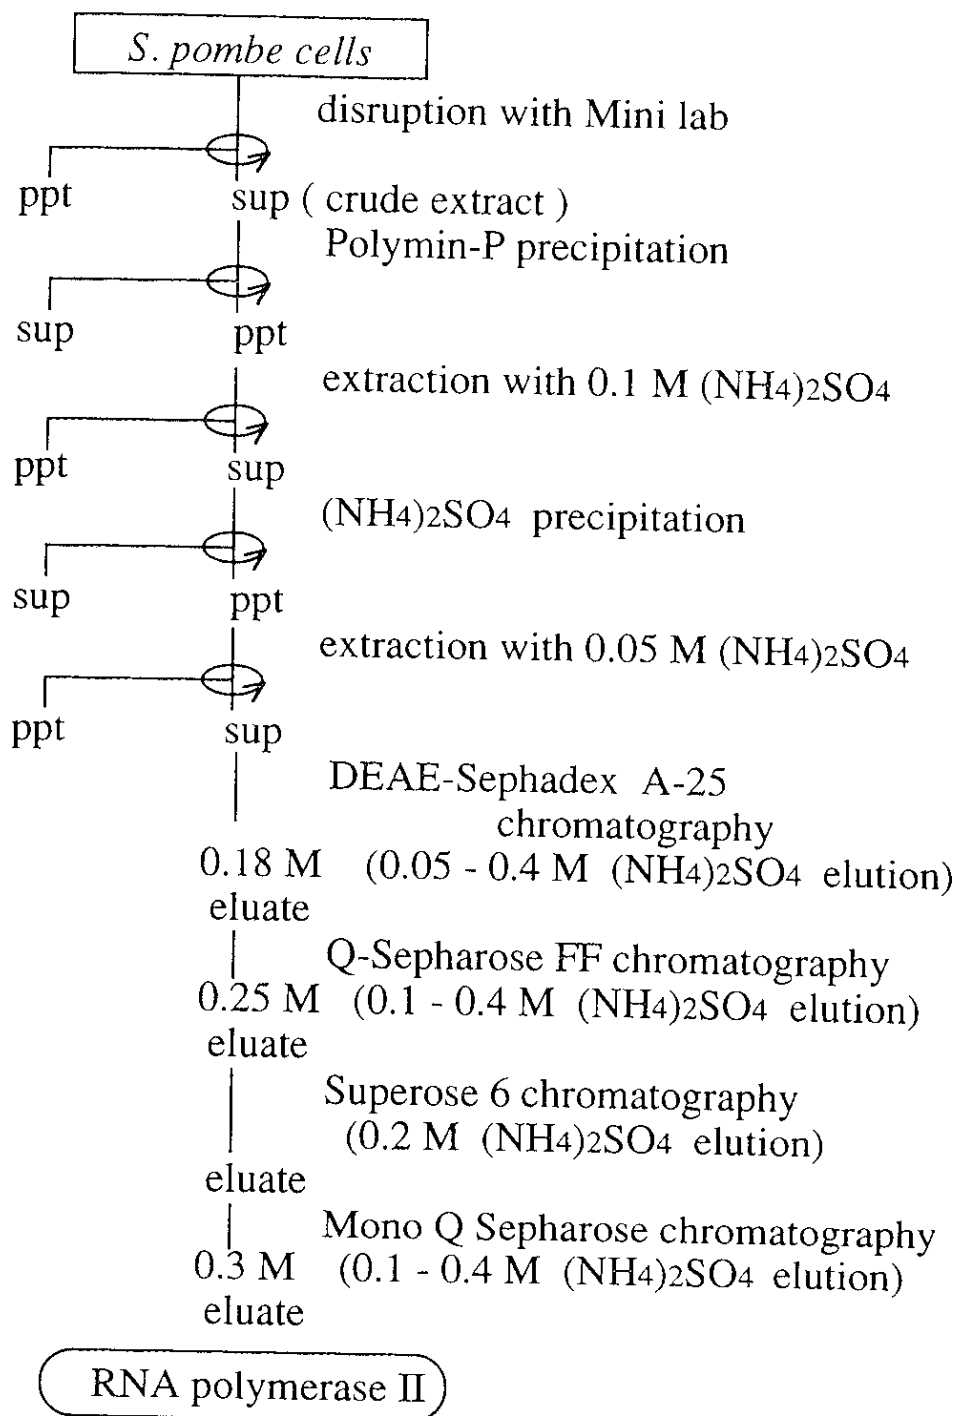 S. pombe cells
disruption with Mini lab
ppt sup ( crude extract )
Polymin-P precipitation
sup ppt
extraction with 0.1 M (NH4)2SO4
ppt sup
(NH4)2SO4 precipitation
sup ppt
extraction with 0.05 M (NH4)2SO4
ppt sup
DEAE-Sephadex A-25
chromatography
0.18 M (0.05 - 0.4 M (NH4)2SO4 elution)
eluate
Q-Sepharose FF chromatography
0.25 M (0.1 - 0.4 M (NH4)2SO4 elution)
eluate
Superose 6 chromatography
(0.2 M (NH4)2SO4 elution)
eluate
Mono Q Sepharose chromatography
0.3 M (0.1 - 0.4 M (NH4)2SO4 elution)
eluate
RNA polymerase II